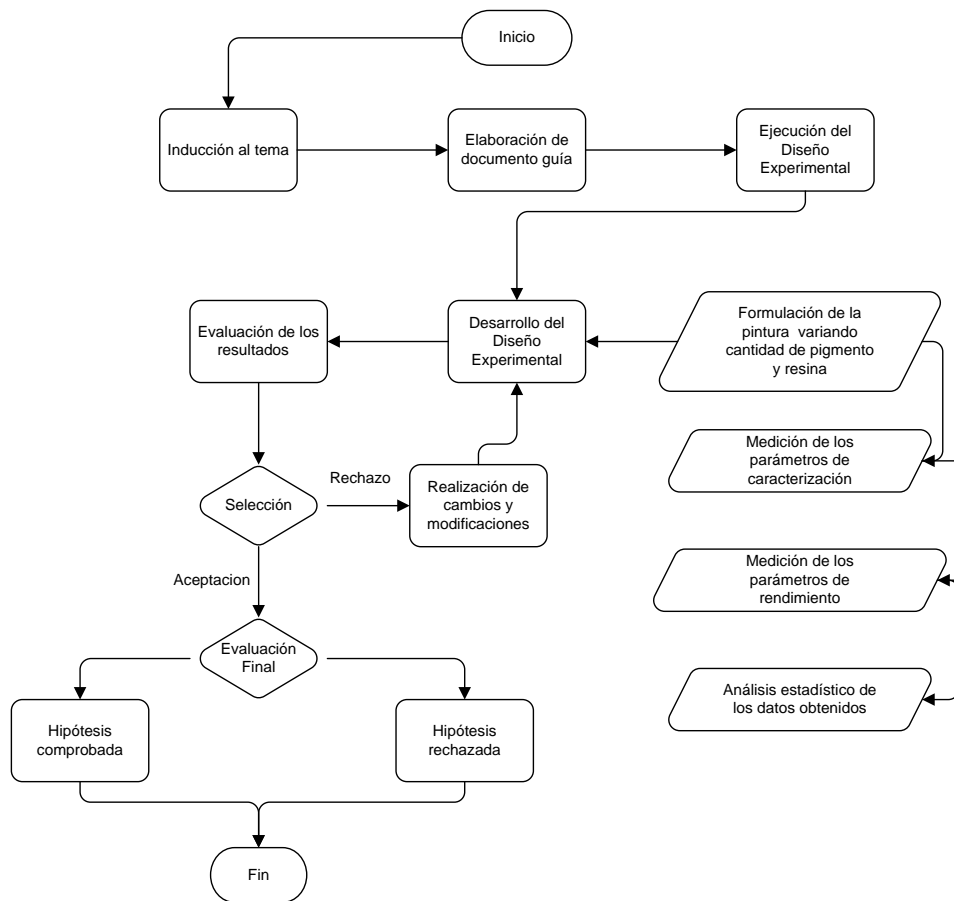 Inicio
Inducción al tema
Elaboración de
documento guía
Ejecución del
Diseño
Experimental
Evaluación de los
resultados
Desarrollo del
Diseño
Experimental
Formulación de la
pintura variando
cantidad de pigmento
y resina
Medición de los
parámetros de
caracterización
Rechazo
Selección
Realización de
cambios y
modificaciones
Medición de los
parámetros de
rendimiento
Aceptacion
Evaluación
Final
Análisis estadístico de
los datos obtenidos
Hipótesis
comprobada
Hipótesis
rechazada
Fin